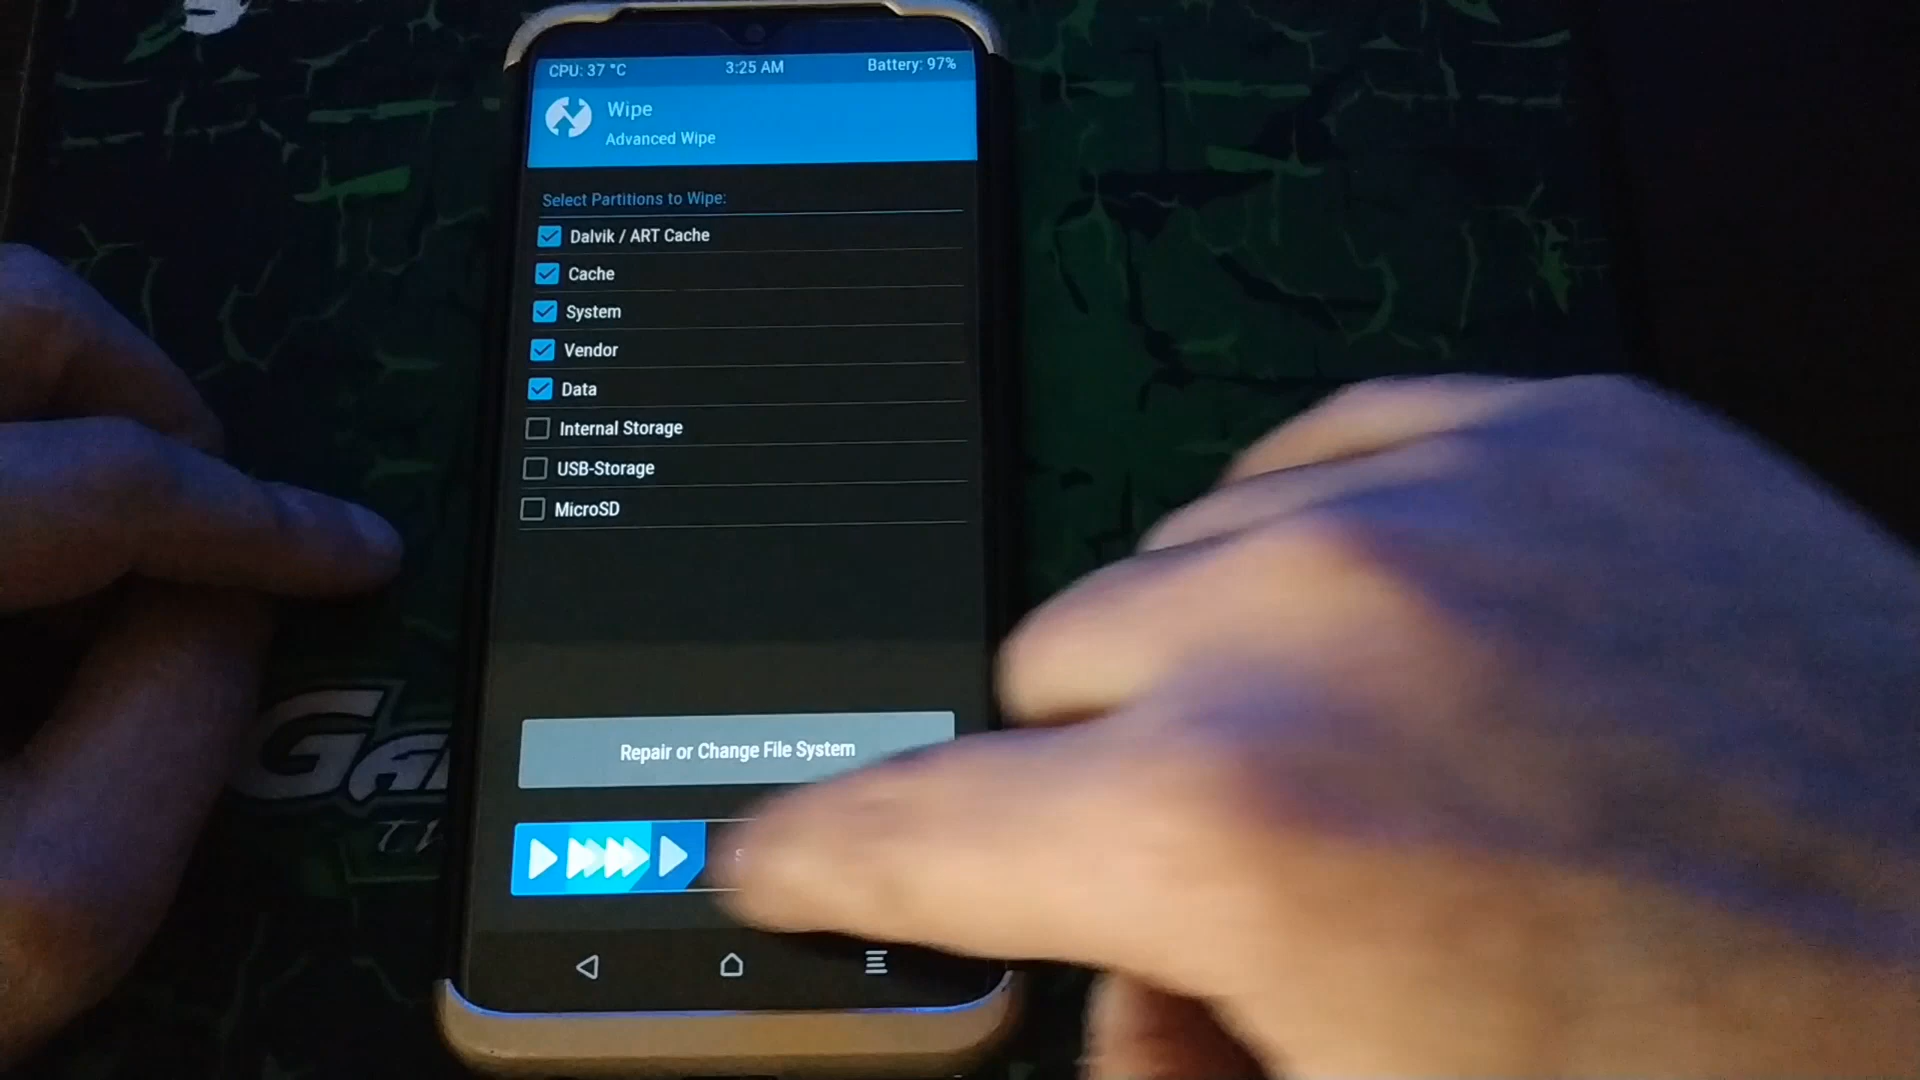 CPU: 37 °C 3:25 AM Battery: 97%
Wipe
Advanced Wipe
Select Partitions to Wipe:
Dalvik / ART Cache
Cache
System
Vendor
Data
Internal Storage
USB-Storage
MicroSD
Repair or Change File System